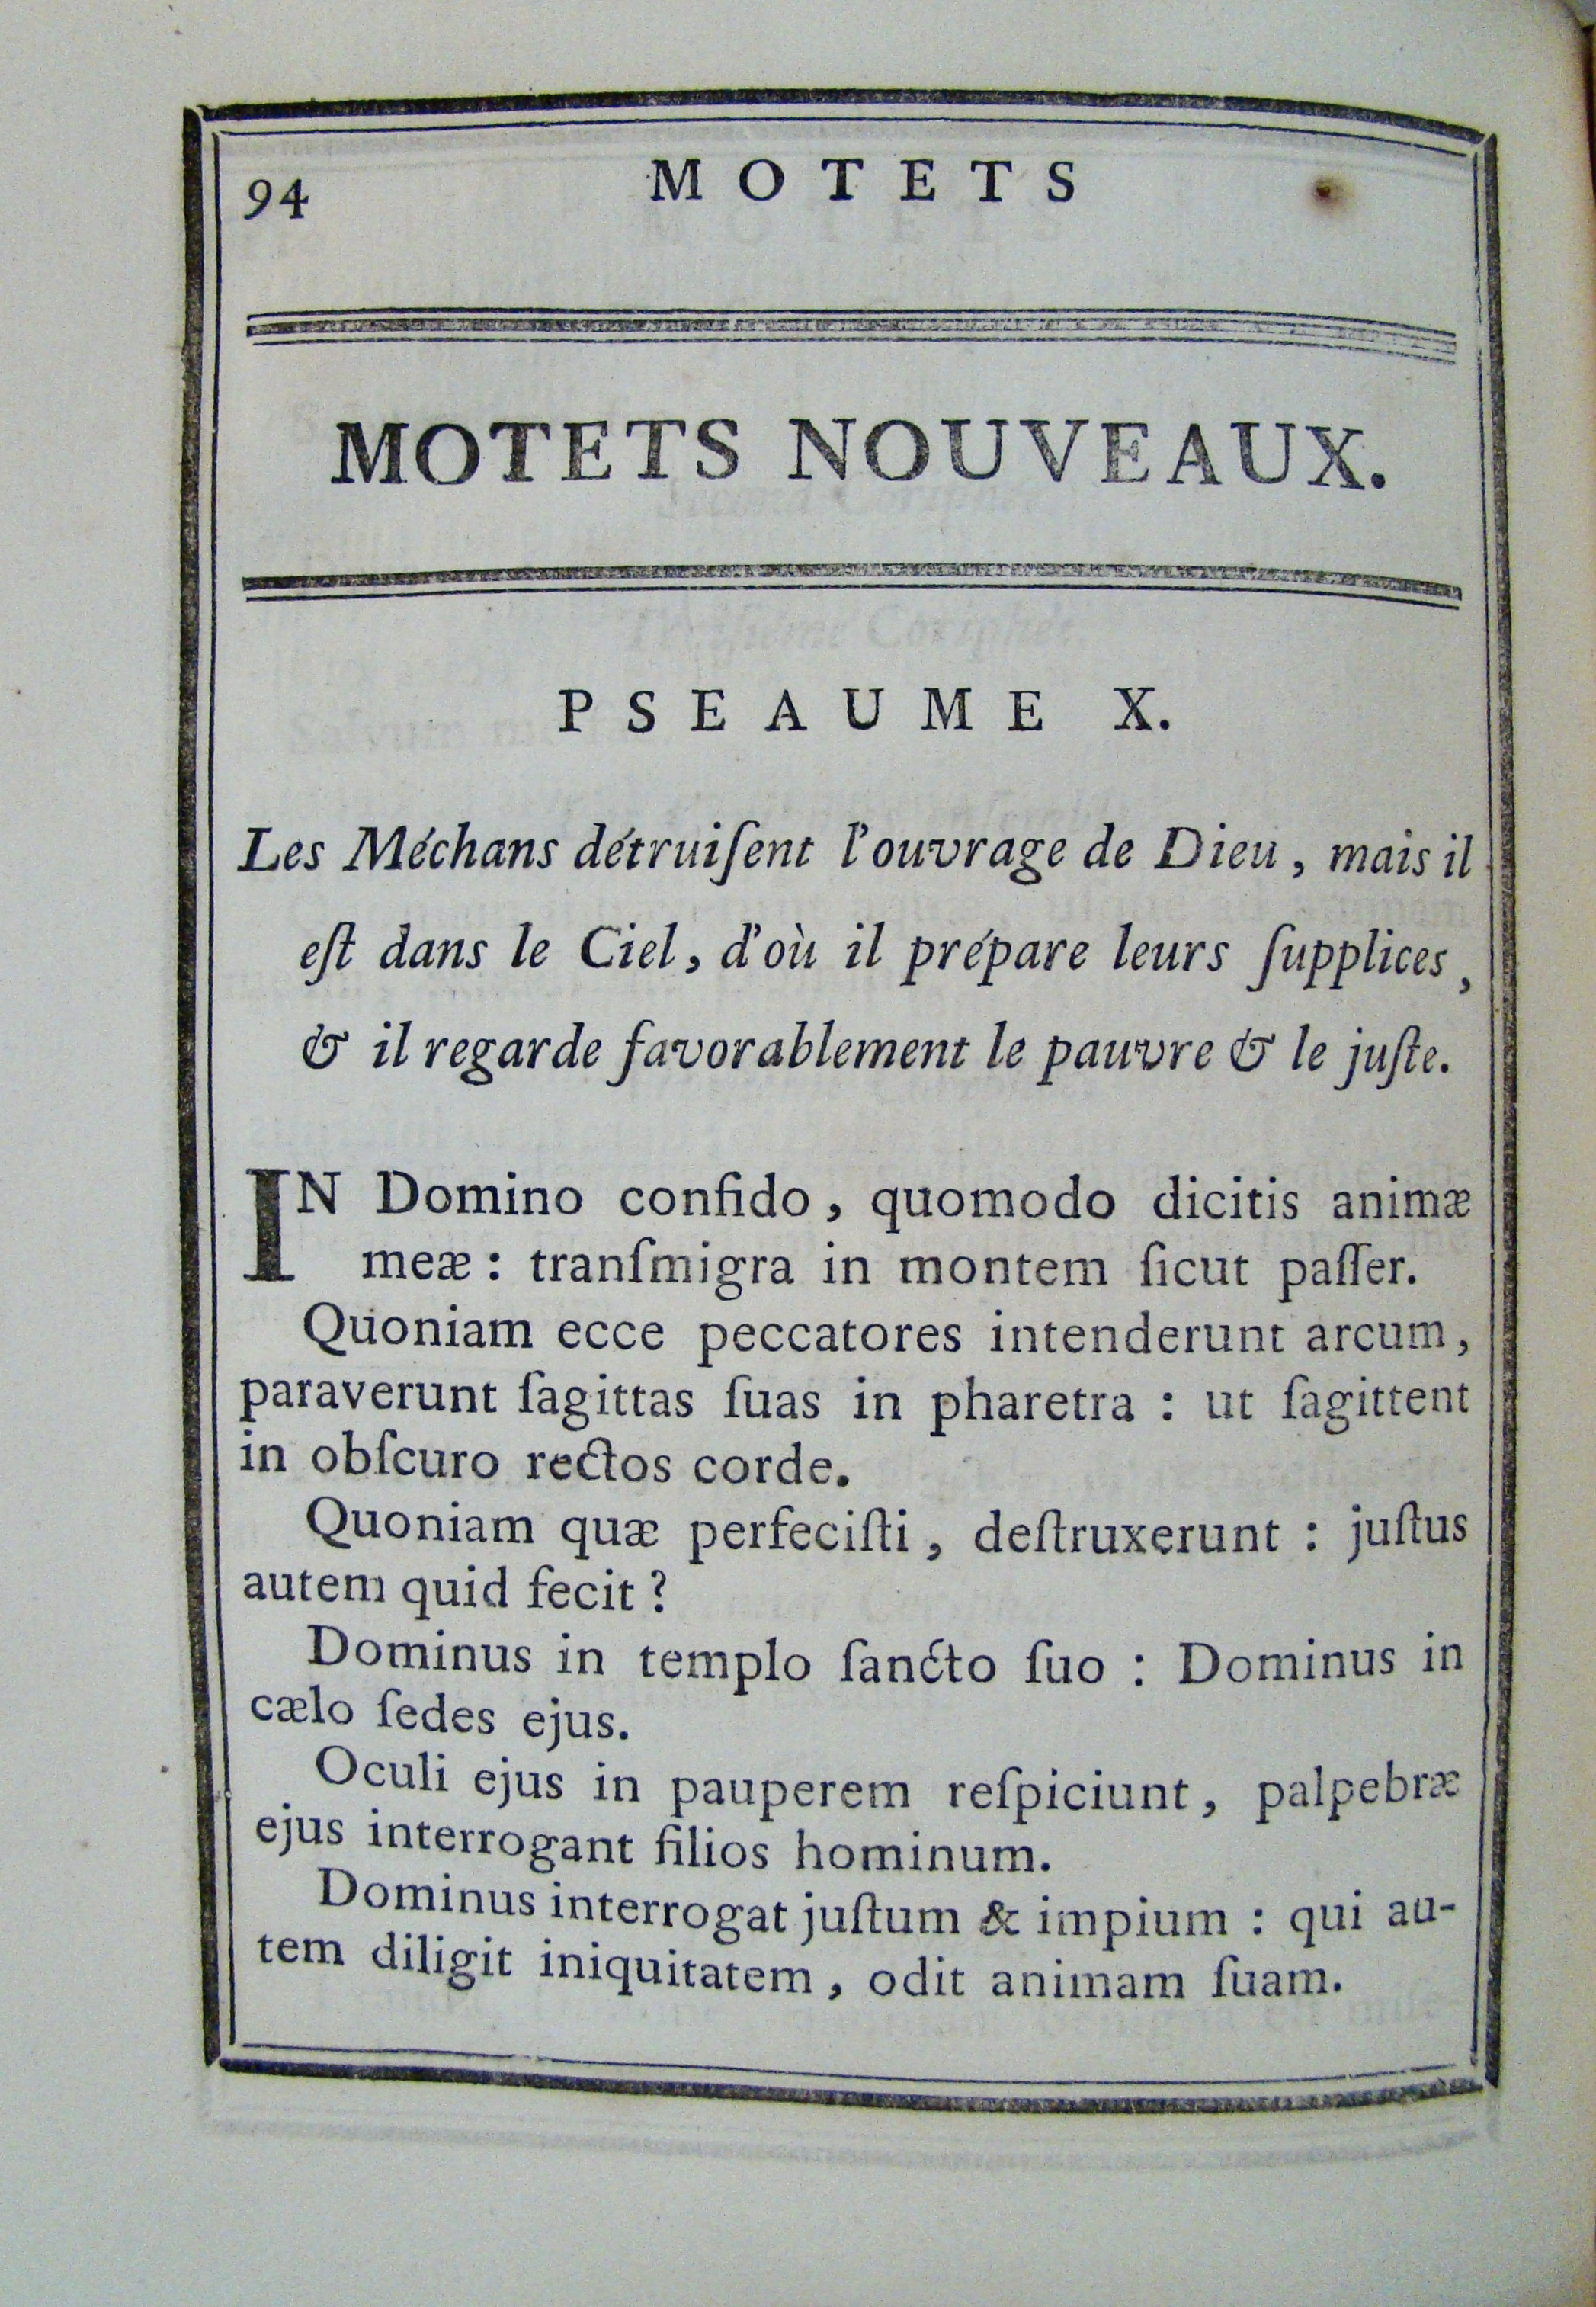 94
MOTETS
MOTETS NOUVEAUX.
PSEAUME X.
Les Méchans détruiſent l'ouvrage de Dieu, mais il
eſt dans le Ciel, d'où il prépare leurs ſupplices,
& il regarde favorablement le pauvre & le juſte.
IN Domino confido, quomodo dicitis animæ
meæ : tranſmigra in montem ſicut paſſer.
Quoniam ecce peccatores intenderunt arcum,
paraverunt ſagittas ſuas in pharetra : ut ſagittent
in obſcuro rectos corde.
Quoniam quæ perfeciſti, deſtruxerunt : juſtus
autem quid fecit ?
Dominus in templo ſancto ſuo : Dominus in
cælo ſedes ejus.
Oculi ejus in pauperem reſpiciunt, palpebræ
ejus interrogant filios hominum.
Dominus interrogat juſtum & impium : qui au-
tem diligit iniquitatem, odit animam ſuam.